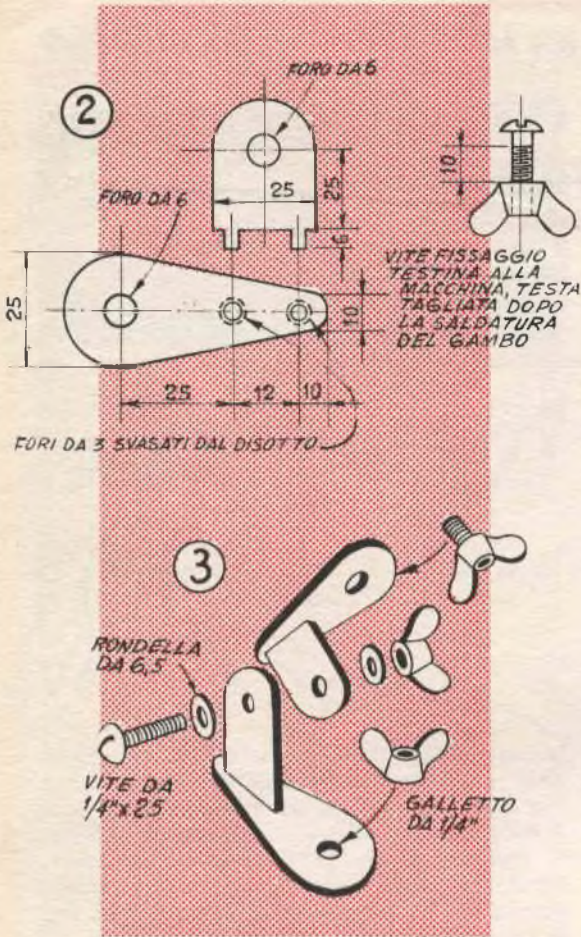 2
FORO DA 6
25
25
6
10
FORO DA 6
25
10
25
12
10
VITE FISSAGGIO
TESTINA ALLA
MACCHINA, TESTA
TAGLIATA DOPO
LA SALDATURA
DEL GAMBO
FORI DA 3 SVASATI DAL DISOTTO
3
RONDELLA
DA 6,5
VITE DA
1/4" x 25
GALLETTO
DA 1/4"